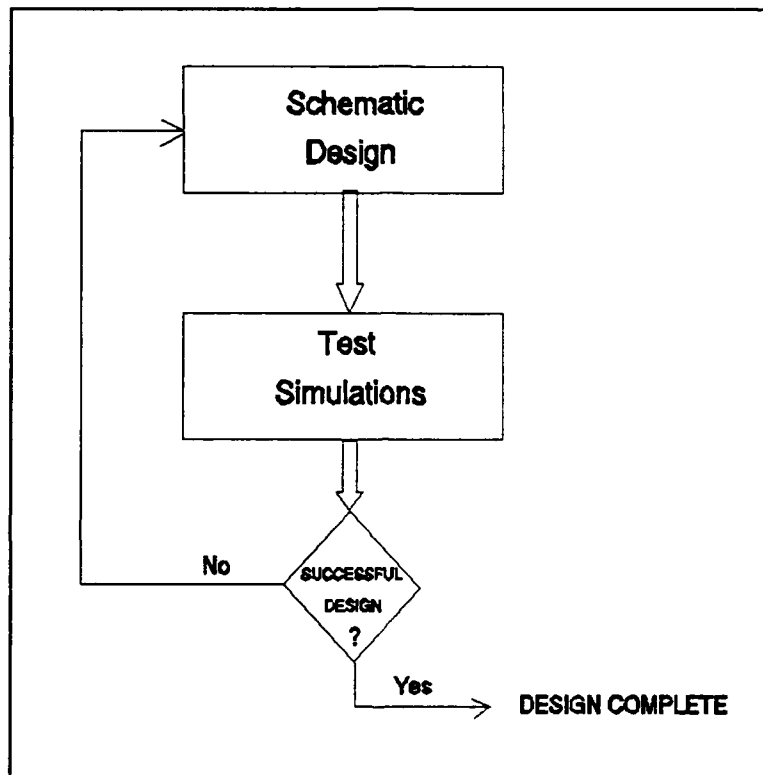 Schematic
Design
Test
Simulations
No
SUCCESSFUL
DESIGN
?
Yes
DESIGN COMPLETE